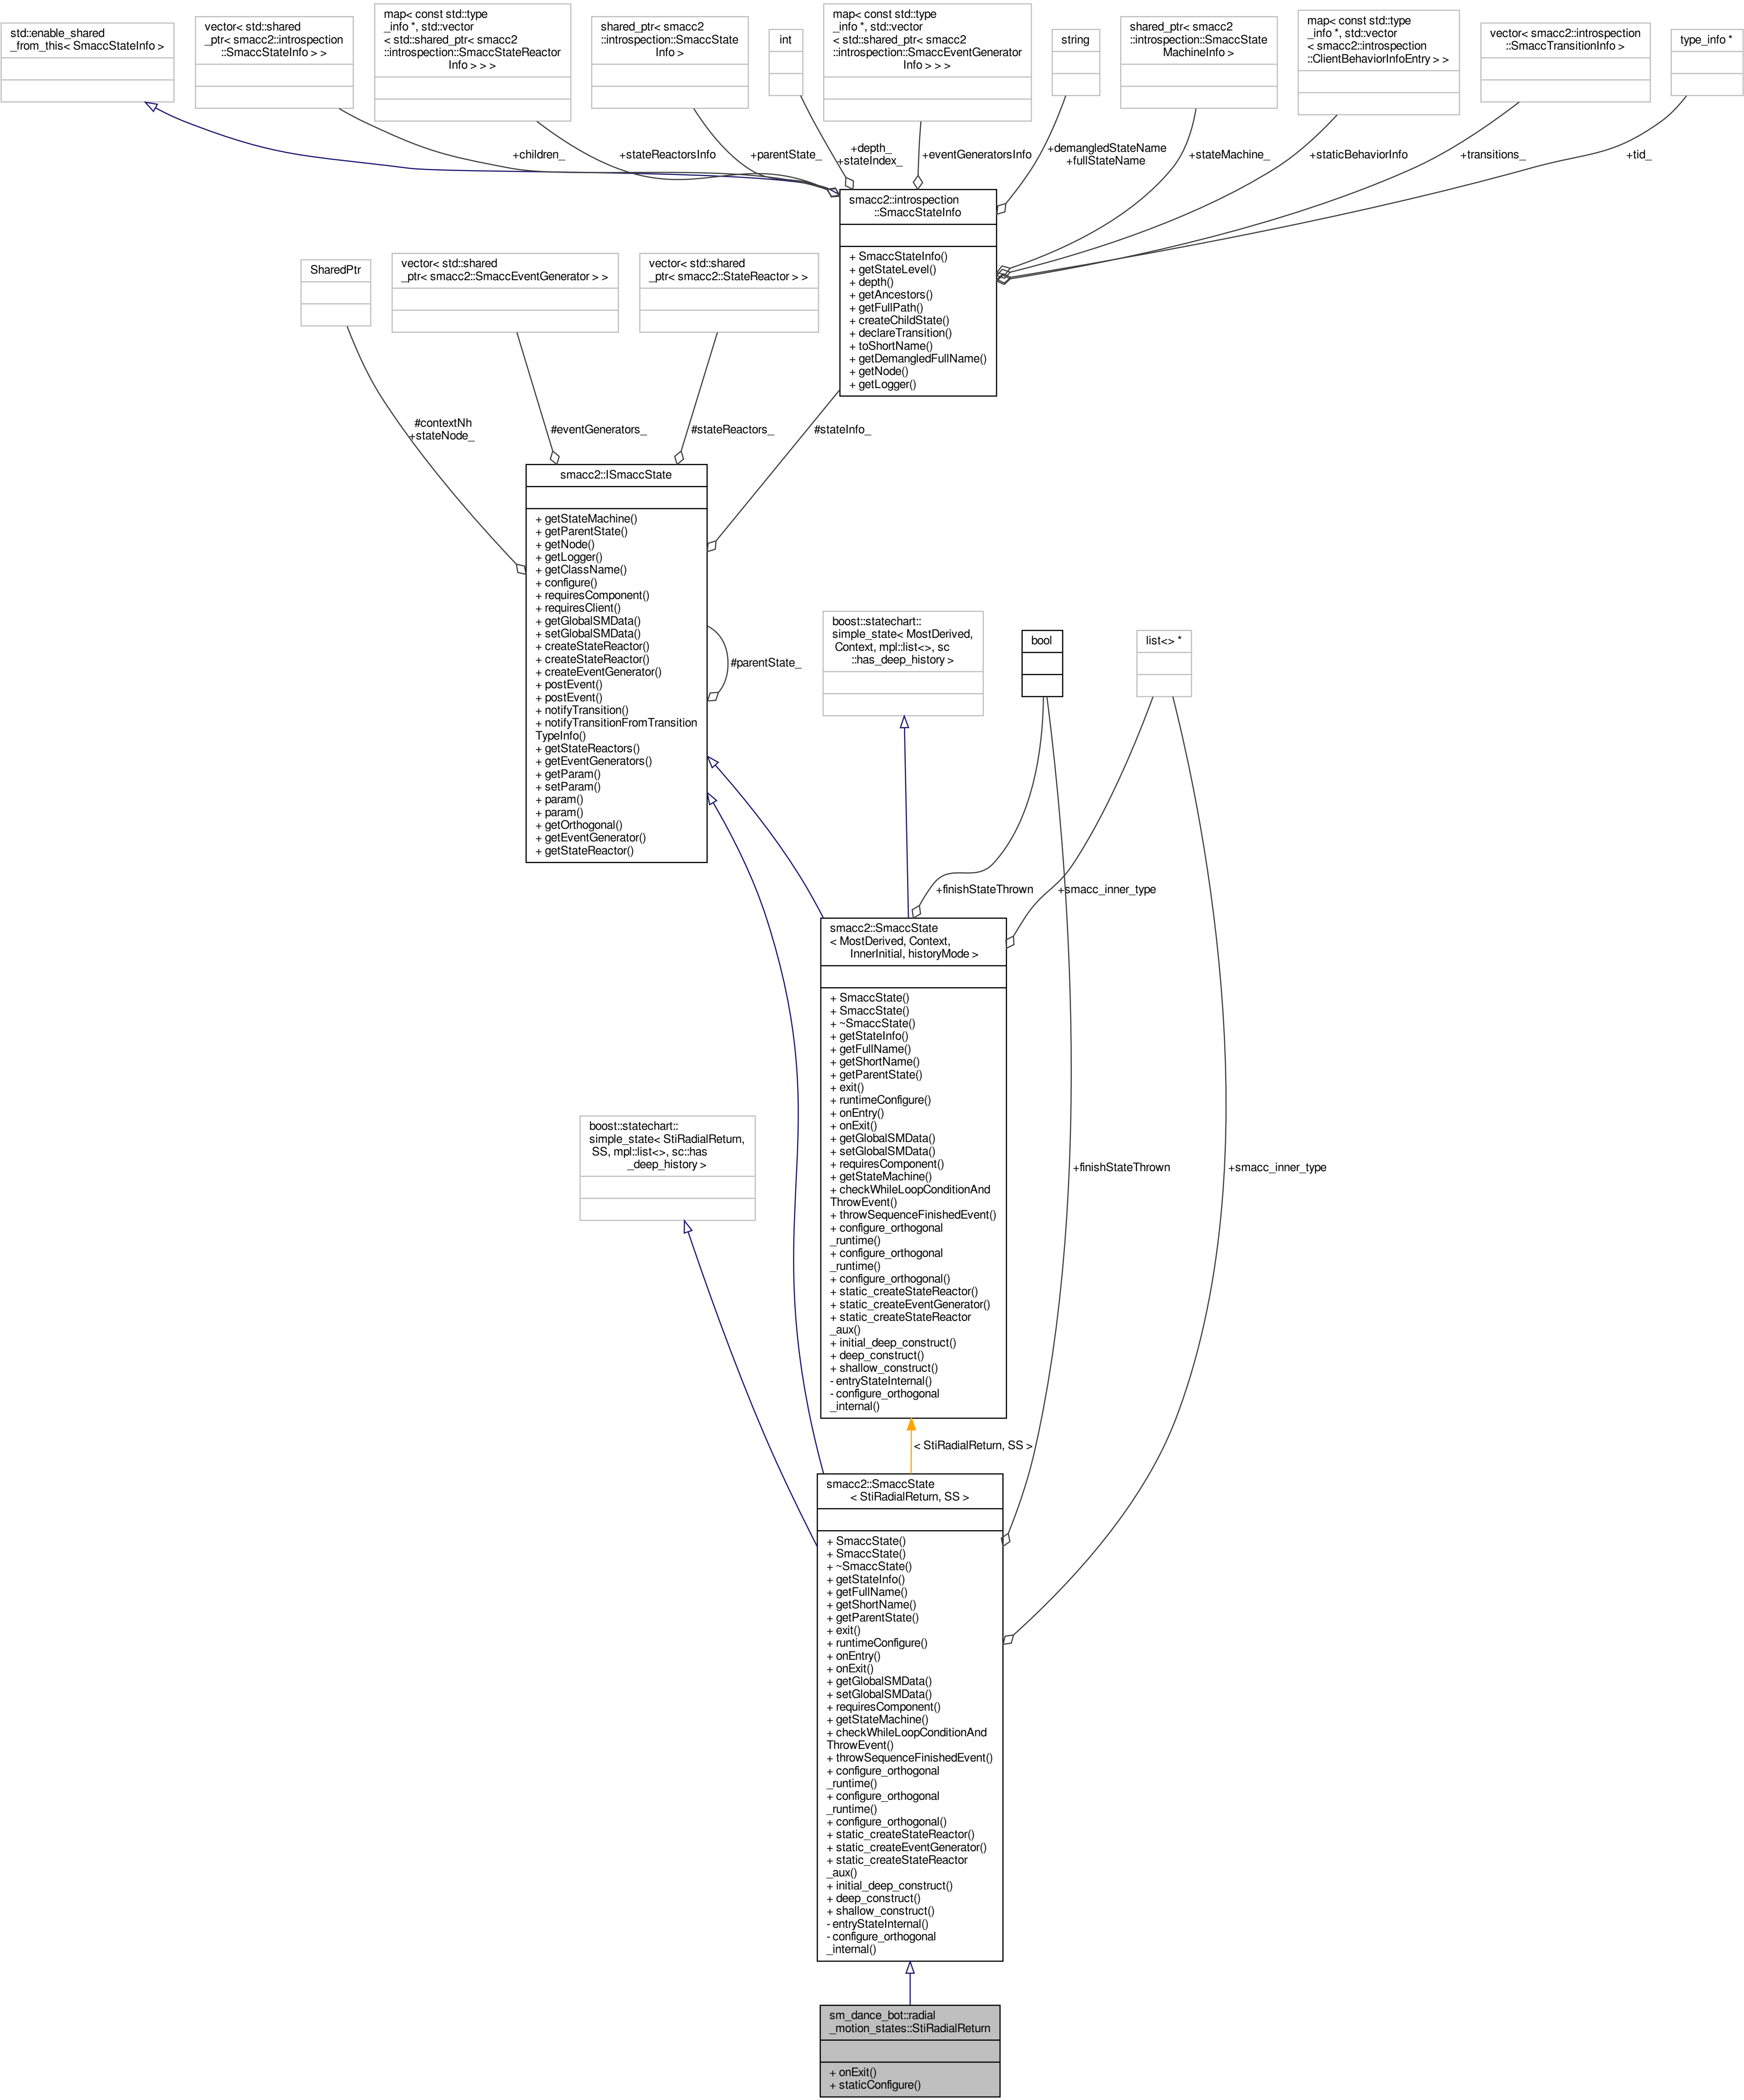 std::enable_shared
_from_this< SmaccStateInfo >
vector< std::shared
_ptr< smacc2::introspection
::SmaccStateInfo > >
map< const std::type
_info *, std::vector
< std::shared_ptr< smacc2
::introspection::SmaccStateReactor
Info > > >
shared_ptr< smacc2
::introspection::SmaccState
Info >
int
map< const std::type
_info *, std::vector
< std::shared_ptr< smacc2
::introspection::SmaccEventGenerator
Info > > >
string
shared_ptr< smacc2
::introspection::SmaccState
MachineInfo >
map< const std::type
_info *, std::vector
< smacc2::introspection
::ClientBehaviorInfoEntry > >
vector< smacc2::introspection
::SmaccTransitionInfo >
type_info *
+children_
+stateReactorsInfo
+parentState_
+depth_
+stateIndex_
+eventGeneratorsInfo
+demangledStateName
+fullStateName
+stateMachine_
+staticBehaviorInfo
+transitions_
+tid_
smacc2::introspection
::SmaccStateInfo
+ SmaccStateInfo()
+ getStateLevel()
+ depth()
+ getAncestors()
+ getFullPath()
+ createChildState()
+ declareTransition()
+ toShortName()
+ getDemangledFullName()
+ getNode()
+ getLogger()
SharedPtr
vector< std::shared
_ptr< smacc2::SmaccEventGenerator > >
vector< std::shared
_ptr< smacc2::StateReactor > >
#contextNh
+stateNode_
#eventGenerators_
#stateReactors_
#stateInfo_
smacc2::ISmaccState
+ getStateMachine()
+ getParentState()
+ getNode()
+ getLogger()
+ getClassName()
+ configure()
+ requiresComponent()
+ requiresClient()
+ getGlobalSMData()
+ setGlobalSMData()
+ createStateReactor()
+ createStateReactor()
+ createEventGenerator()
+ postEvent()
+ postEvent()
+ notifyTransition()
+ notifyTransitionFromTransition
TypeInfo()
+ getStateReactors()
+ getEventGenerators()
+ getParam()
+ setParam()
+ param()
+ param()
+ getOrthogonal()
+ getEventGenerator()
+ getStateReactor()
#parentState_
boost::statechart::
simple_state< MostDerived,
Context, mpl::list<>, sc
::has_deep_history >
bool
list<> *
+finishStateThrown
+smacc_inner_type
smacc2::SmaccState
< MostDerived, Context,
InnerInitial, historyMode >
+ SmaccState()
+ SmaccState()
+ ~SmaccState()
+ getStateInfo()
+ getFullName()
+ getShortName()
+ getParentState()
+ exit()
+ runtimeConfigure()
+ onEntry()
+ onExit()
+ getGlobalSMData()
+ setGlobalSMData()
+ requiresComponent()
+ getStateMachine()
+ checkWhileLoopConditionAnd
ThrowEvent()
+ throwSequenceFinishedEvent()
+ configure_orthogonal
_runtime()
+ configure_orthogonal
_runtime()
+ configure_orthogonal()
+ static_createStateReactor()
+ static_createEventGenerator()
+ static_createStateReactor
_aux()
+ initial_deep_construct()
+ deep_construct()
+ shallow_construct()
- entryStateInternal()
- configure_orthogonal
_internal()
boost::statechart::
simple_state< StiRadialReturn,
SS, mpl::list<>, sc::has
_deep_history >
+finishStateThrown
+smacc_inner_type
< StiRadialReturn, SS >
smacc2::SmaccState
< StiRadialReturn, SS >
+ SmaccState()
+ SmaccState()
+ ~SmaccState()
+ getStateInfo()
+ getFullName()
+ getShortName()
+ getParentState()
+ exit()
+ runtimeConfigure()
+ onEntry()
+ onExit()
+ getGlobalSMData()
+ setGlobalSMData()
+ requiresComponent()
+ getStateMachine()
+ checkWhileLoopConditionAnd
ThrowEvent()
+ throwSequenceFinishedEvent()
+ configure_orthogonal
_runtime()
+ configure_orthogonal
_runtime()
+ configure_orthogonal()
+ static_createStateReactor()
+ static_createEventGenerator()
+ static_createStateReactor
_aux()
+ initial_deep_construct()
+ deep_construct()
+ shallow_construct()
- entryStateInternal()
- configure_orthogonal
_internal()
sm_dance_bot::radial
_motion_states::StiRadialReturn
+ onExit()
+ staticConfigure()